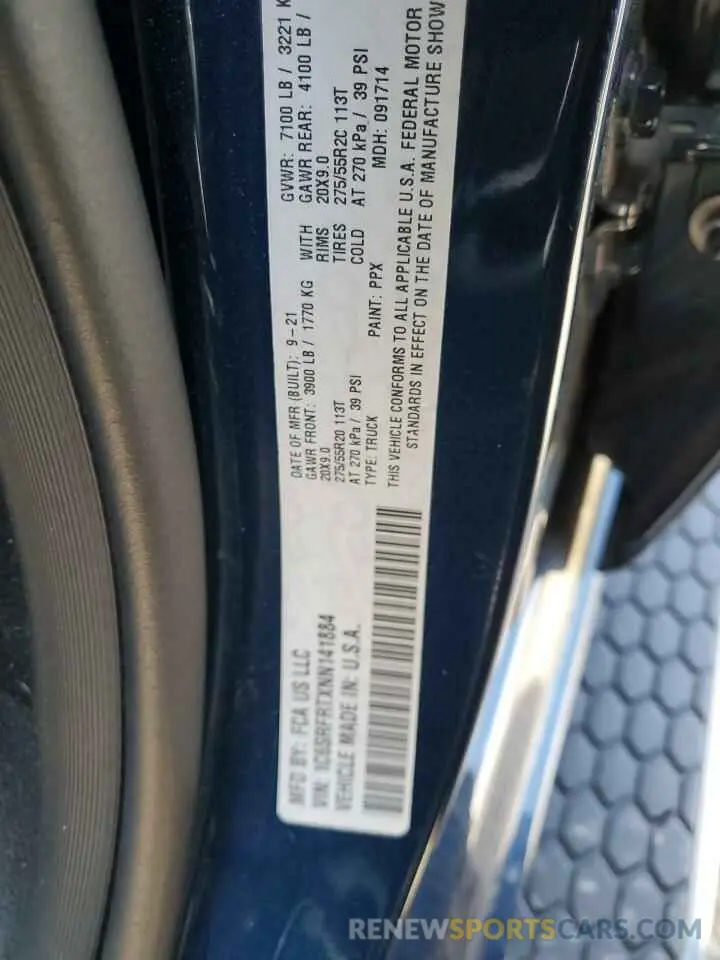 MFD BY: FCA US LLC
VIN: 1C6SRFRTXNN141884
VEHICLE MADE IN: U.S.A.
DATE OF MFR (BUILT): 9-21
GVWR: 7100 LB / 3221 K
GAWR FRONT: 3900 LB / 1770 KG WITH GAWR REAR: 4100 LB /
20X9.0 RIMS 20X9.0
275/55R20 113T TIRES 275/55R2C 113T
AT 270 kPa / 39 PSI COLD AT 270 kPa / 39 PSI
TYPE: TRUCK PAINT: PPX MDH: 091714
THIS VEHICLE CONFORMS TO ALL APPLICABLE U.S.A. FEDERAL MOTOR
STANDARDS IN EFFECT ON THE DATE OF MANUFACTURE SHOW
RENEWSPORTSCARS.COM